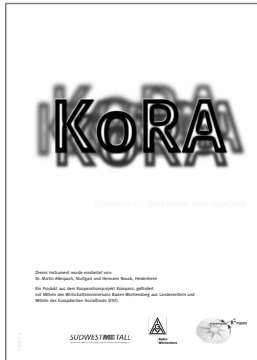 KoRA
Kompetenz: Reflexion und Analyse
Dieses Instrument wurde erarbeitet von:
Dr. Martin Allespach, Stuttgart und Hermann Novak, Heidenheim
Ein Produkt aus dem Kooperationsprojekt Kompass, gefördert
mit Mitteln des Wirtschaftsministeriums Baden-Württemberg aus Landesmitteln und
Mitteln des Europäischen Sozialfonds (ESF).
SÜDWESTMETALL
Baden-
Württemberg